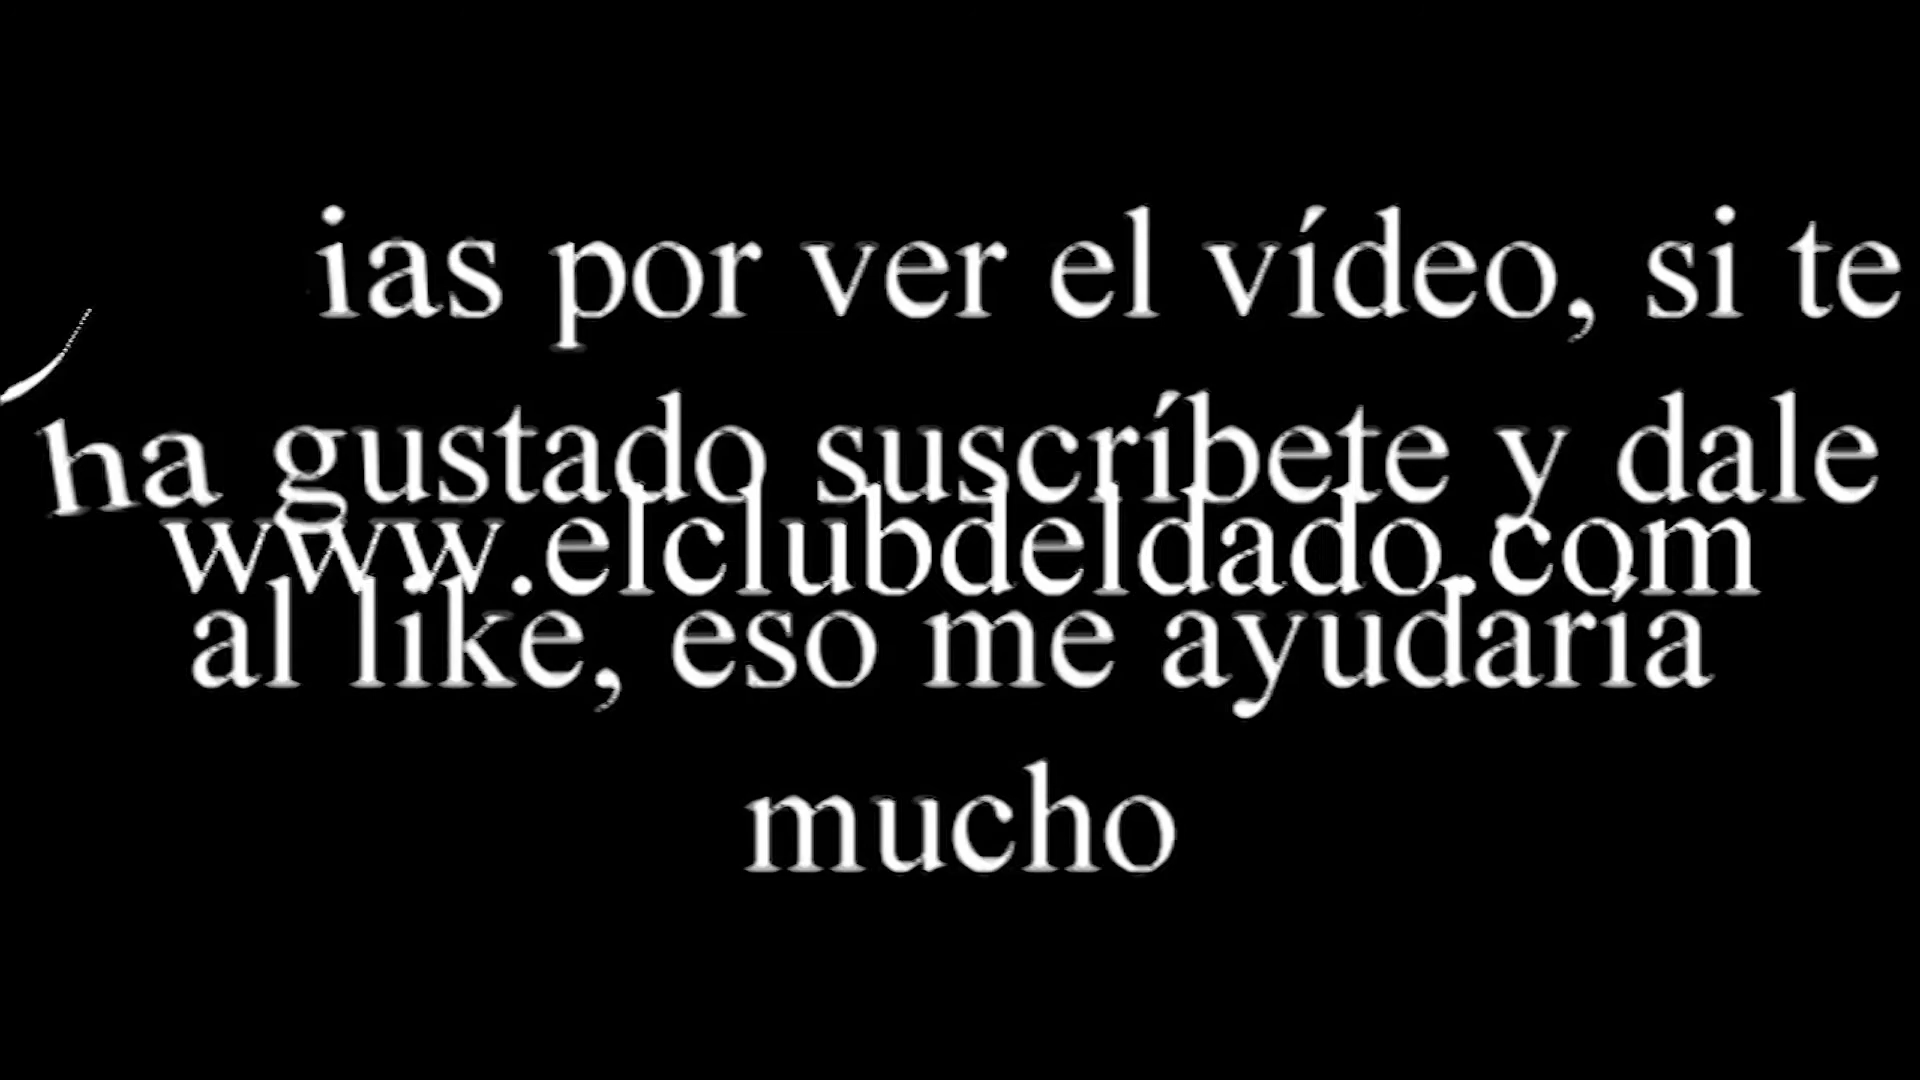 ias por ver el vídeo, si te
ha gustado suscríbete y dale
www.elclubdeldado.com
al like, eso me ayudaría
mucho